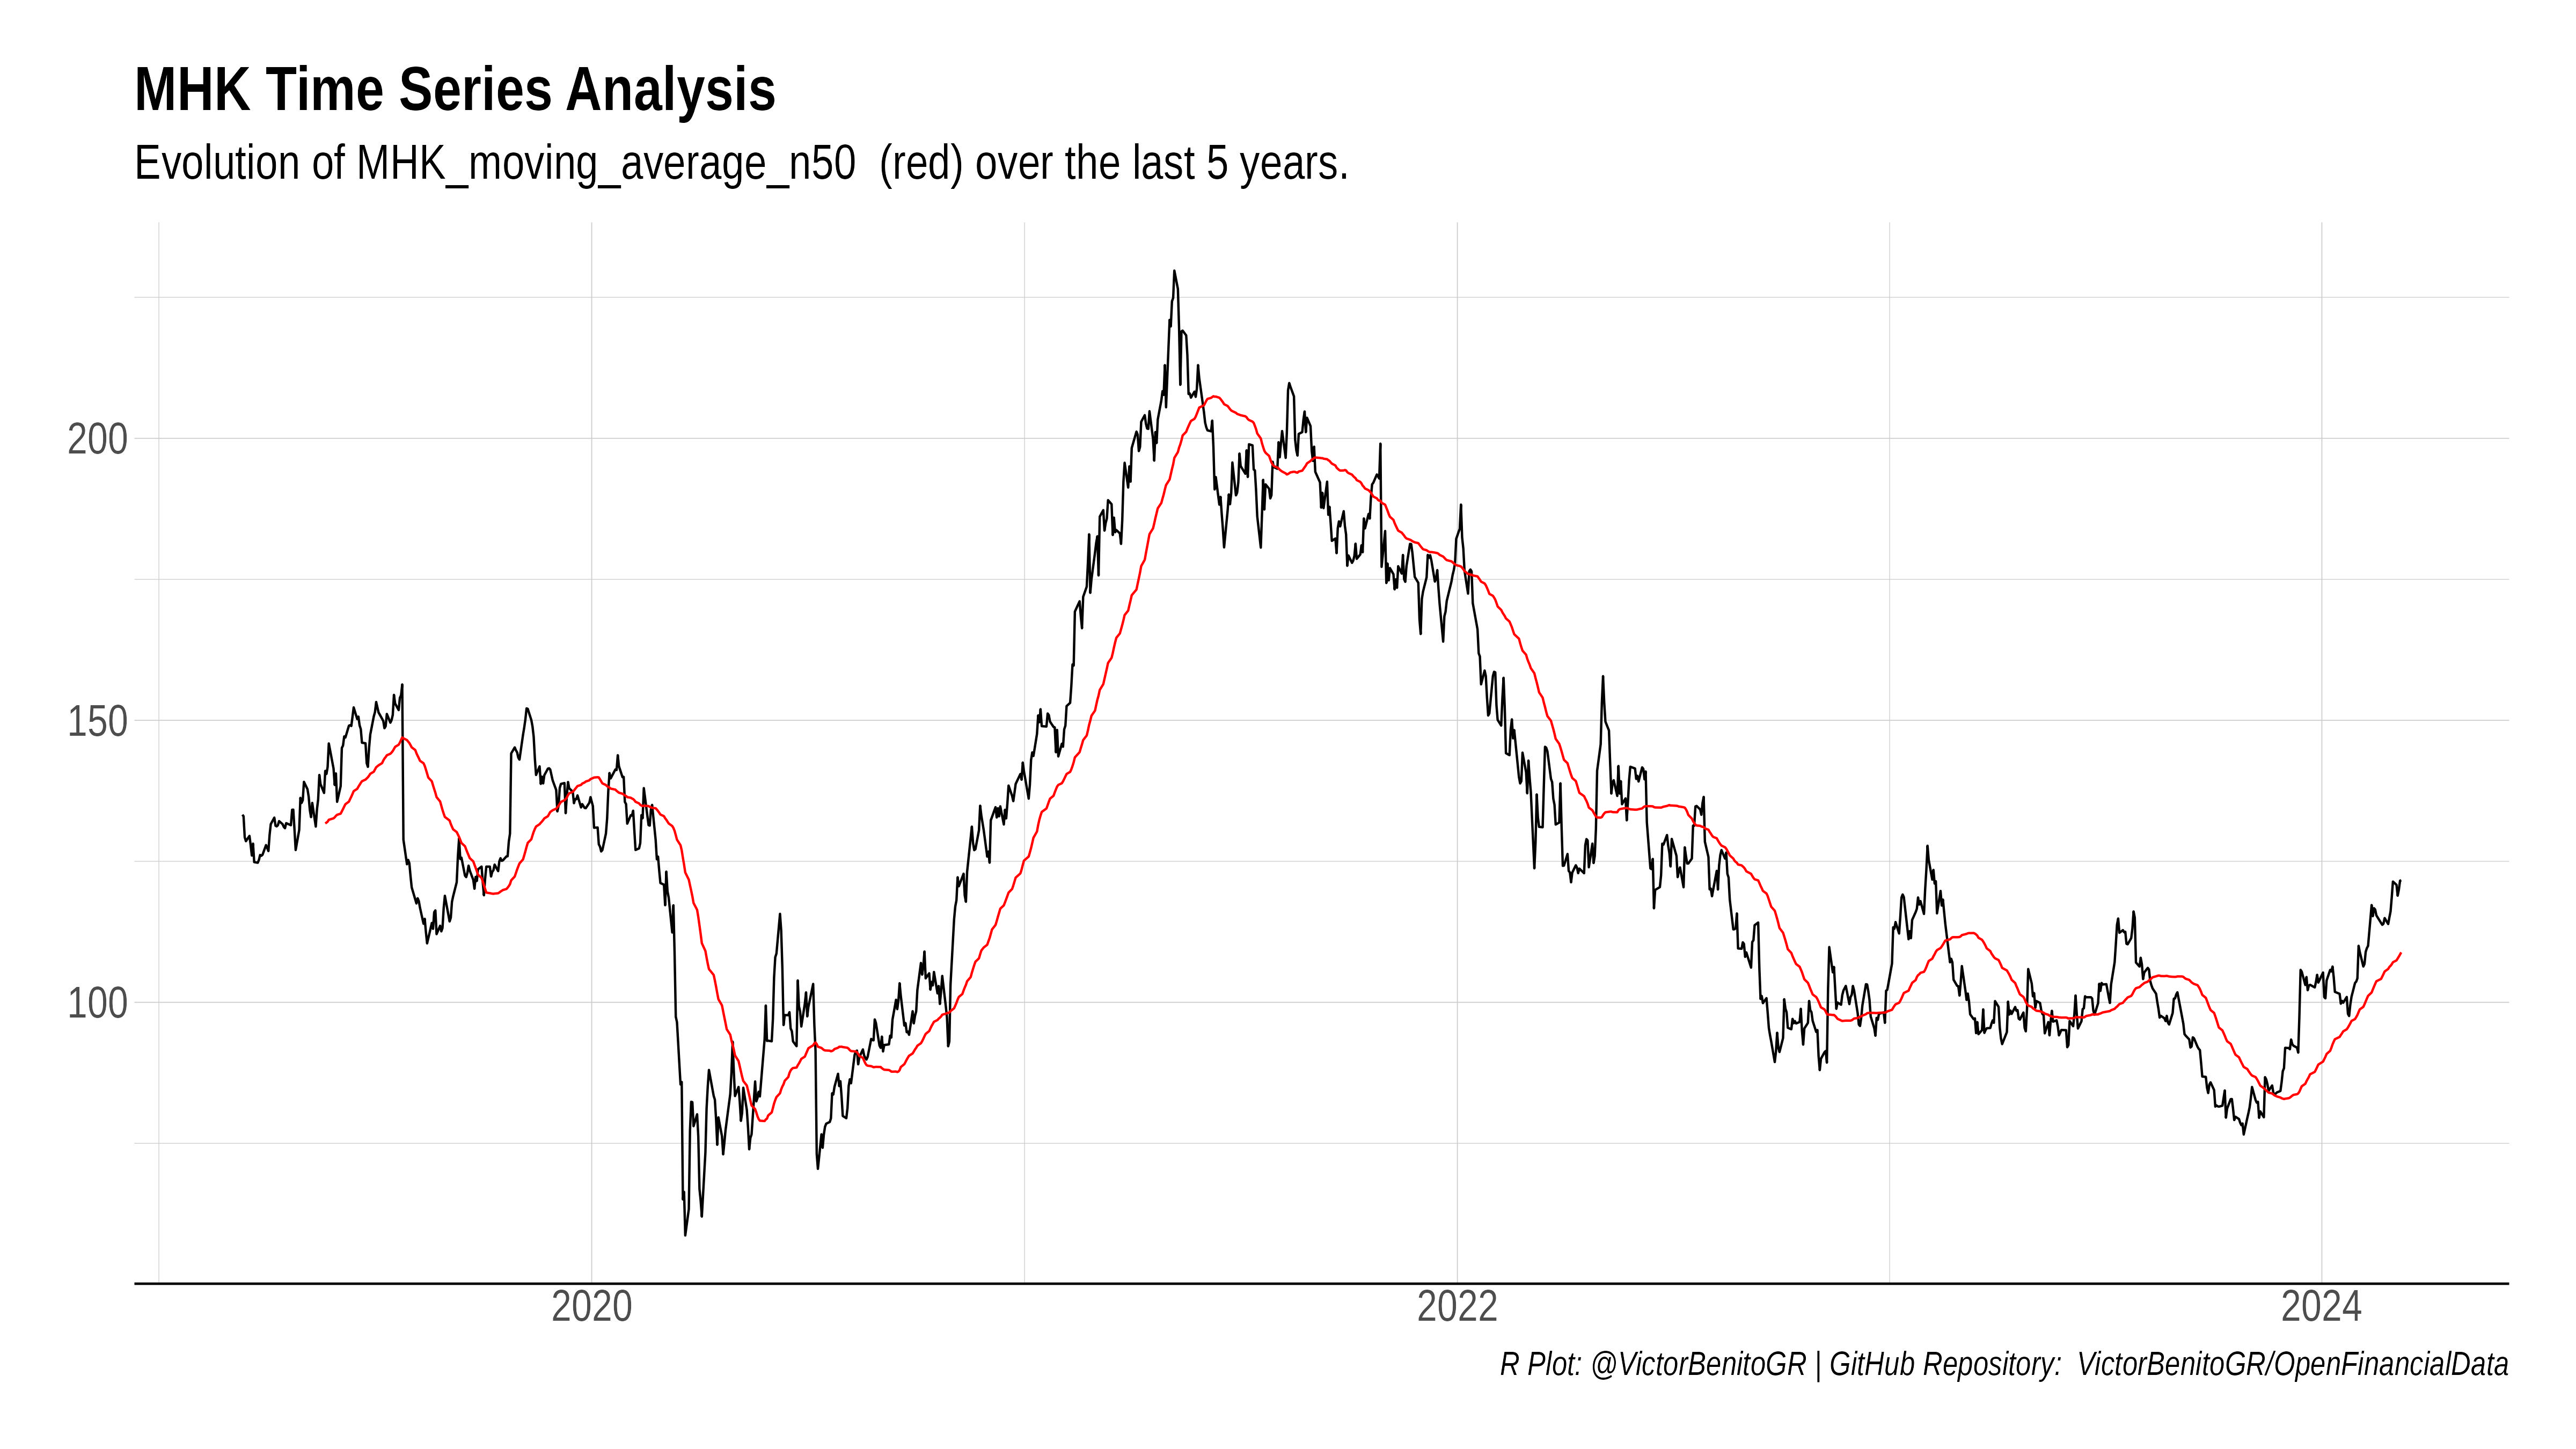 MHK Time Series Analysis
Evolution of MHK_moving_average_n50  (red) over the last 5 years.
200
150
100
2020 2022 2024
R Plot: @VictorBenitoGR | GitHub Repository:  VictorBenitoGR/OpenFinancialData